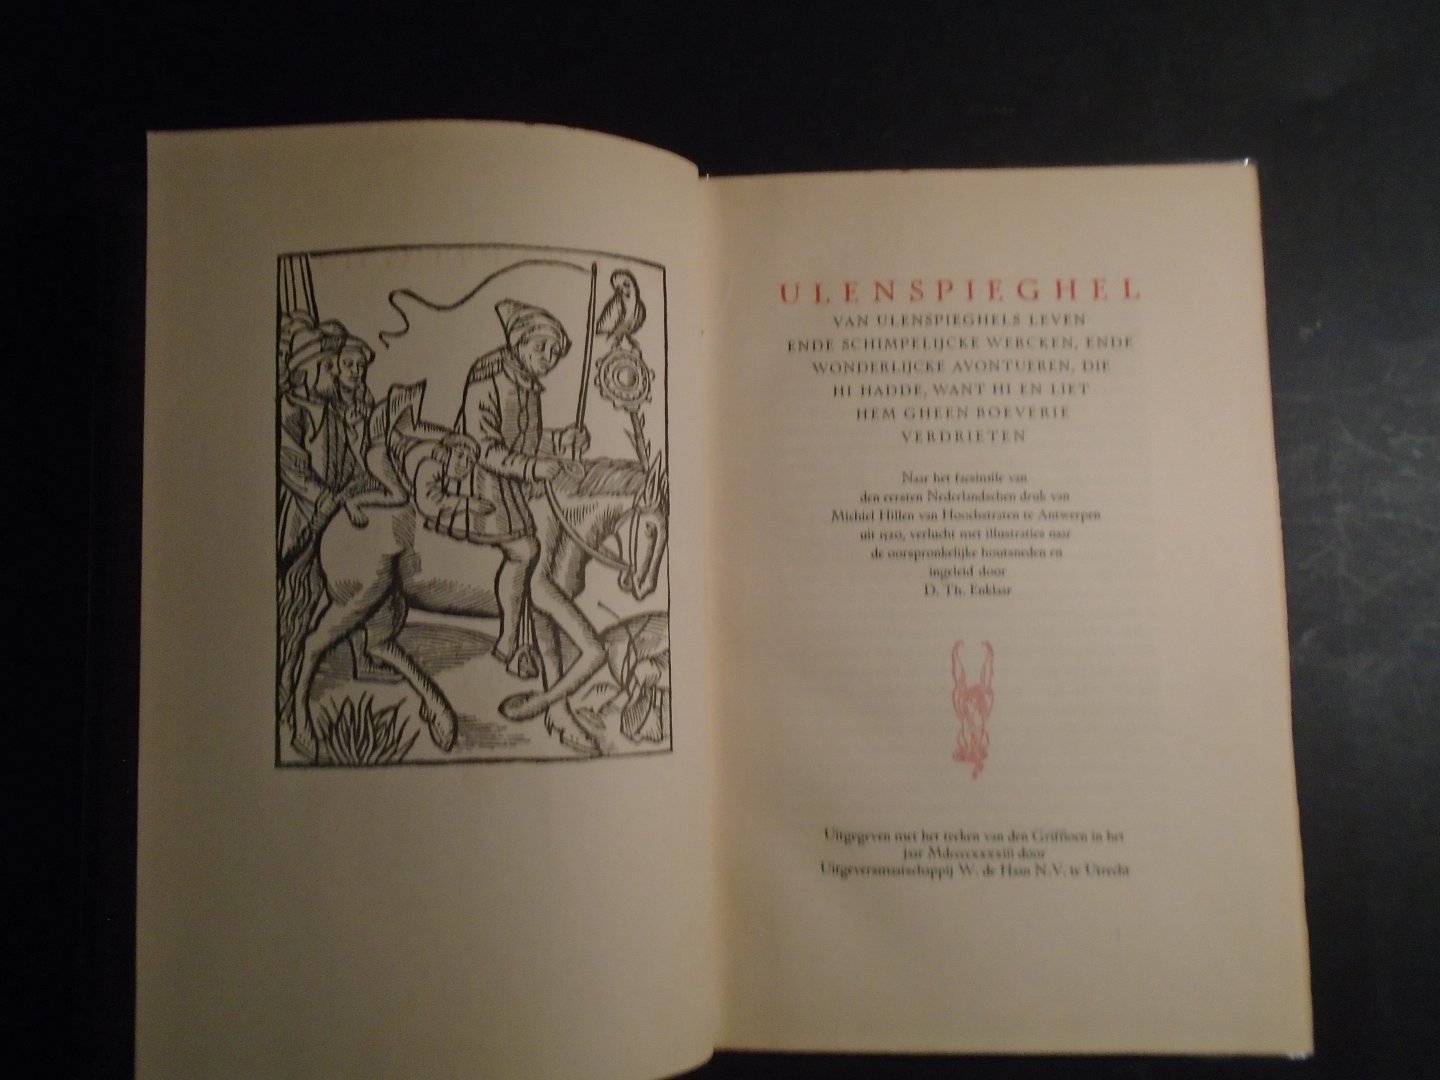 ULENSPIEGHEL
VAN ULENSPIEGHELS LEVEN
ENDE SCHIMPELIJCKE WERCKEN, ENDE
WONDERLIJCKE AVONTUEREN, DIE
HI HADDE, WANT HI EN LIET
HEM GHEEN BOEVERIE
VERDRIETEN
Naar het facsimile van
den eersten Nederlandschen druk van
Michiel Hillen van Hoochstraten te Antwerpen
uit 1520, verlucht met illustraties naar
de oorspronkelijke houtsneden en
ingeleid door
D. Th. Enklaar
Uitgegeven met het teeken van den Griffioen in het
jaar Mdccccxxxxiii door
Uitgeversmaatschappij W. de Haan N.V. te Utrecht